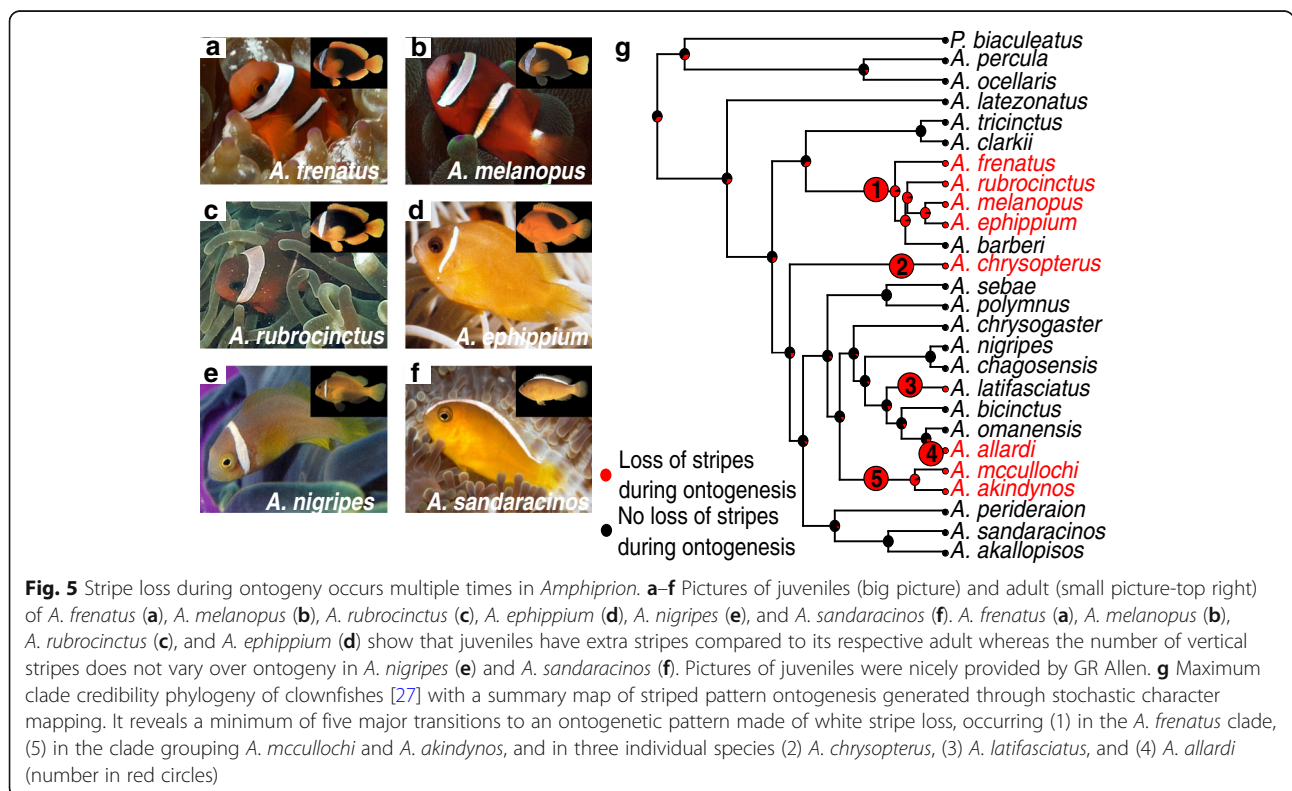 a
A. frenatus
b
A. melanopus
c
A. rubrocinctus
d
A. ephippium
e
A. nigripes
f
A. sandaracinos
g
P. biaculeatus
A. percula
A. ocellaris
A. latezonatus
A. tricinctus
A. clarkii
A. frenatus
1
A. rubrocinctus
A. melanopus
A. ephippium
A. barberi
2
A. chrysopterus
A. sebae
A. polymnus
A. chrysogaster
A. nigripes
A. chagosensis
3
A. latifasciatus
A. bicinctus
A. omanensis
4
A. allardi
5
A. mccullochi
A. akindynos
A. perideraion
A. sandaracinos
A. akallopisos
Loss of stripes
during ontogenesis
No loss of stripes
during ontogenesis
Fig. 5 Stripe loss during ontogeny occurs multiple times in Amphiprion. a–f Pictures of juveniles (big picture) and adult (small picture-top right)
of A. frenatus (a), A. melanopus (b), A. rubrocinctus (c), A. ephippium (d), A. nigripes (e), and A. sandaracinos (f). A. frenatus (a), A. melanopus (b),
A. rubrocinctus (c), and A. ephippium (d) show that juveniles have extra stripes compared to its respective adult whereas the number of vertical
stripes does not vary over ontogeny in A. nigripes (e) and A. sandaracinos (f). Pictures of juveniles were nicely provided by GR Allen. g Maximum
clade credibility phylogeny of clownfishes [27] with a summary map of striped pattern ontogenesis generated through stochastic character
mapping. It reveals a minimum of five major transitions to an ontogenetic pattern made of white stripe loss, occurring (1) in the A. frenatus clade,
(5) in the clade grouping A. mccullochi and A. akindynos, and in three individual species (2) A. chrysopterus, (3) A. latifasciatus, and (4) A. allardi
(number in red circles)